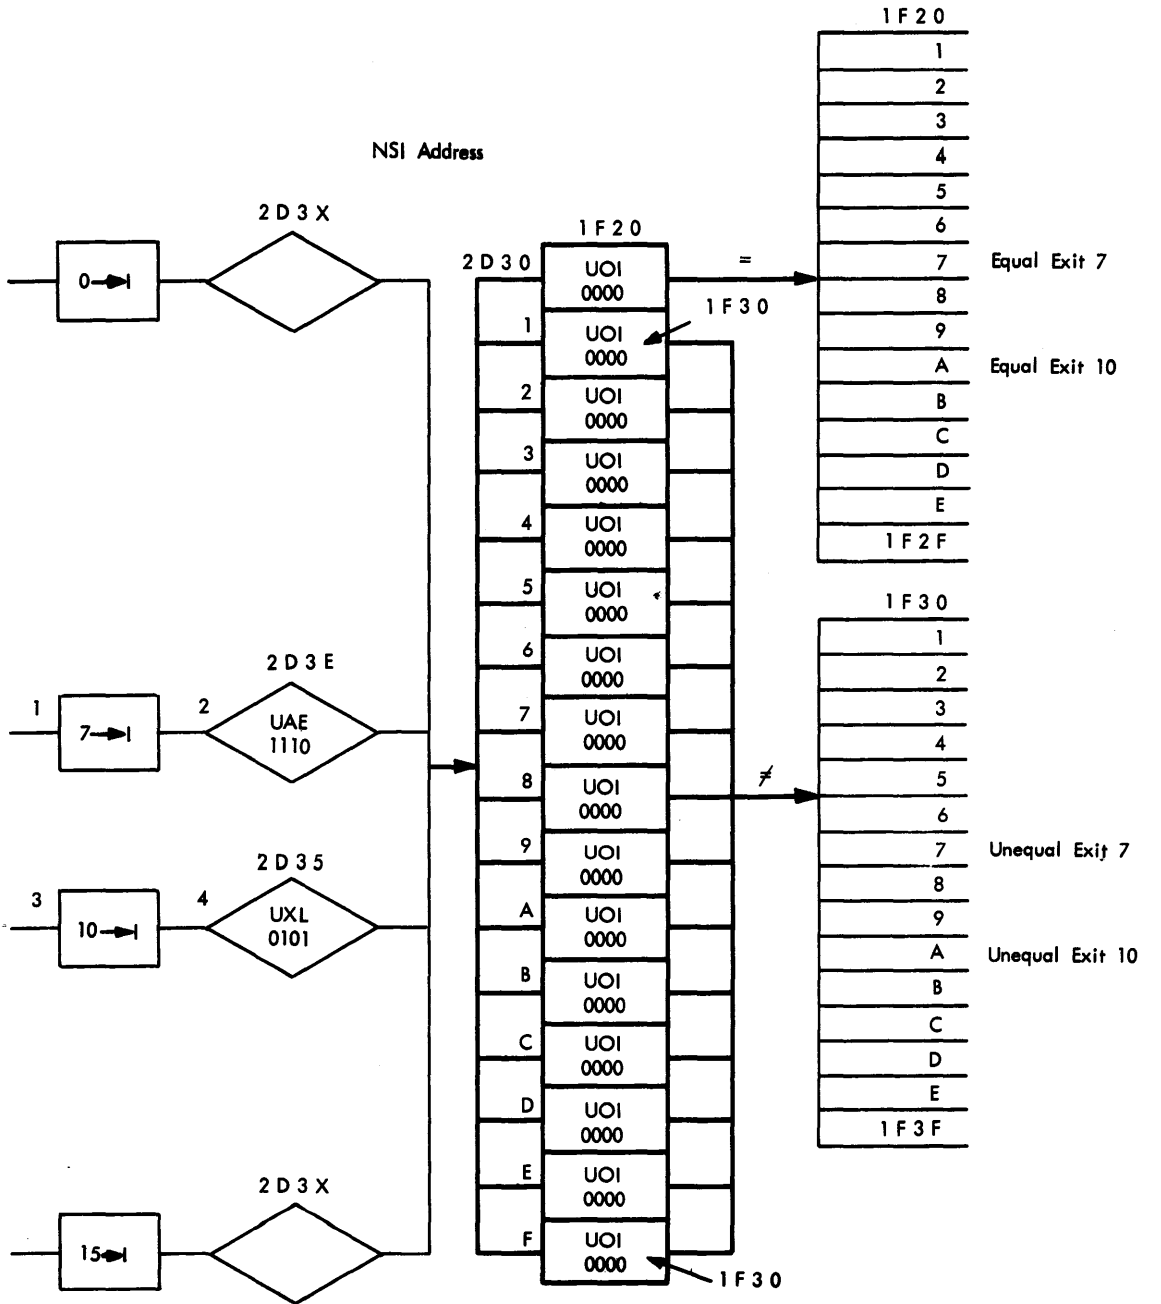 NSI Address
2D3X
0
2D3E
1
7
2
UAE
1110
2D35
3
10
4
UXL
0101
2D3X
15
1F20
2D30
UOI
0000
=
1F30
1
UOI
0000
2
UOI
0000
3
UOI
0000
4
UOI
0000
5
UOI
0000
6
UOI
0000
7
UOI
0000
8
UOI
0000
≠
9
UOI
0000
A
UOI
0000
B
UOI
0000
C
UOI
0000
D
UOI
0000
E
UOI
0000
F
UOI
0000
1F30
1F20
1
2
3
4
5
6
7 Equal Exit 7
8
9
A Equal Exit 10
B
C
D
E
1F2F
1F30
1
2
3
4
5
6
7 Unequal Exit 7
8
9
A Unequal Exit 10
B
C
D
E
1F3F